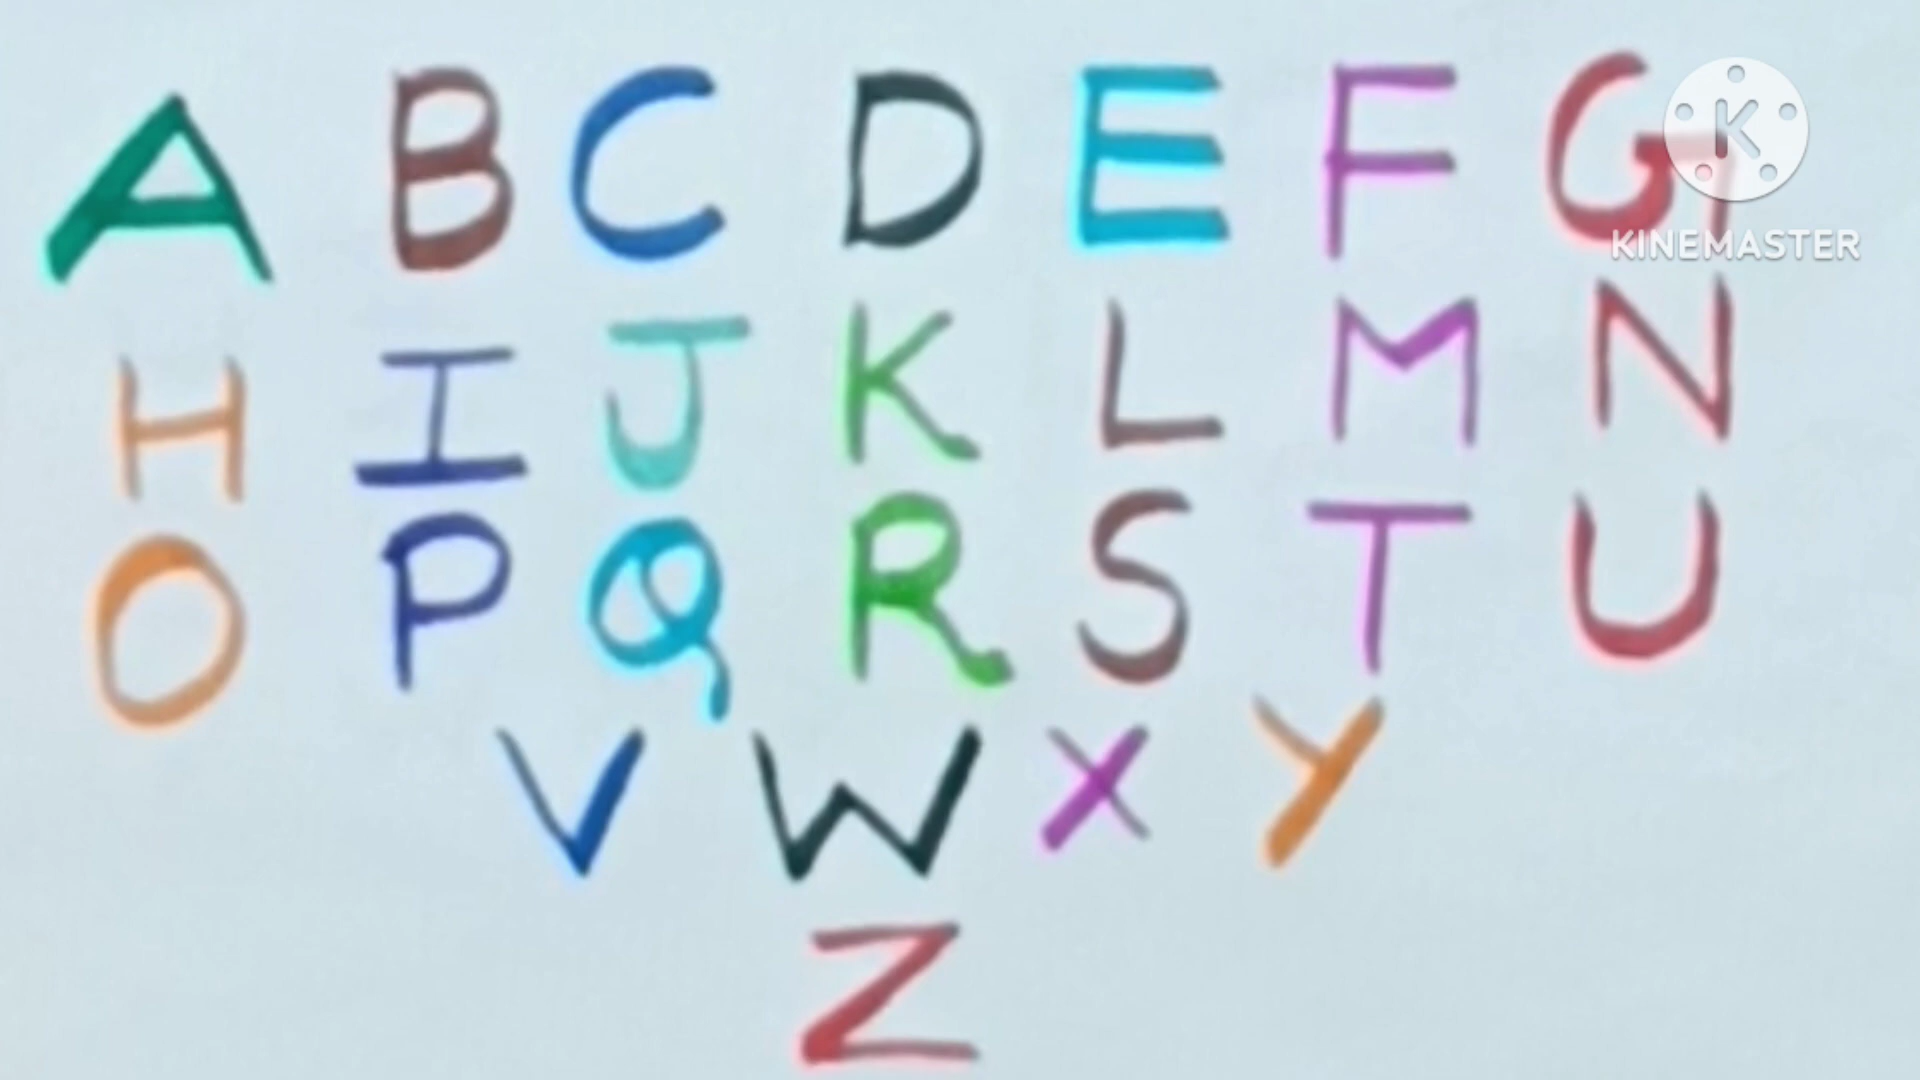 A B C D E F G
K
KINEMASTER
H I J K L M N
O P Q R S T U
V W X Y
Z